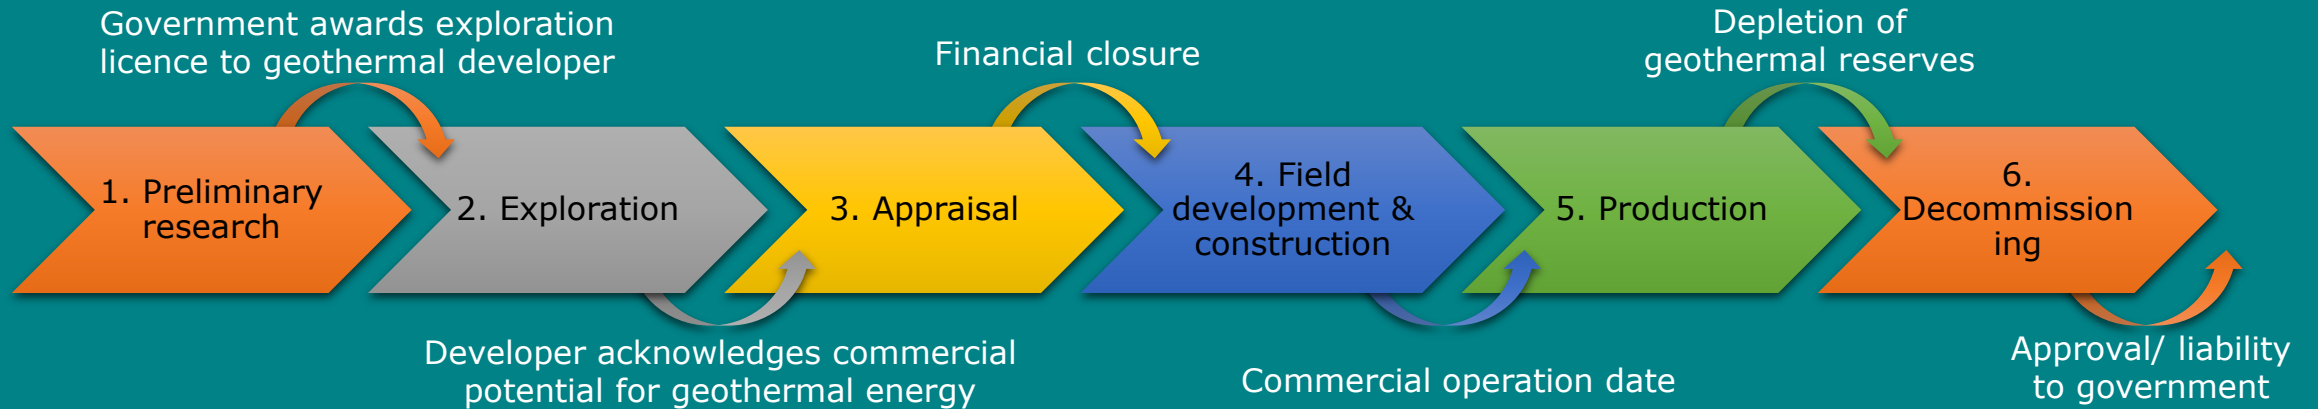 Government awards exploration
licence to geothermal developer
Financial closure
Depletion of
geothermal reserves
1. Preliminary
research
2. Exploration
3. Appraisal
4. Field
development &
construction
5. Production
6.
Decommission
ing
Developer acknowledges commercial
potential for geothermal energy
Commercial operation date
Approval/ liability
to government